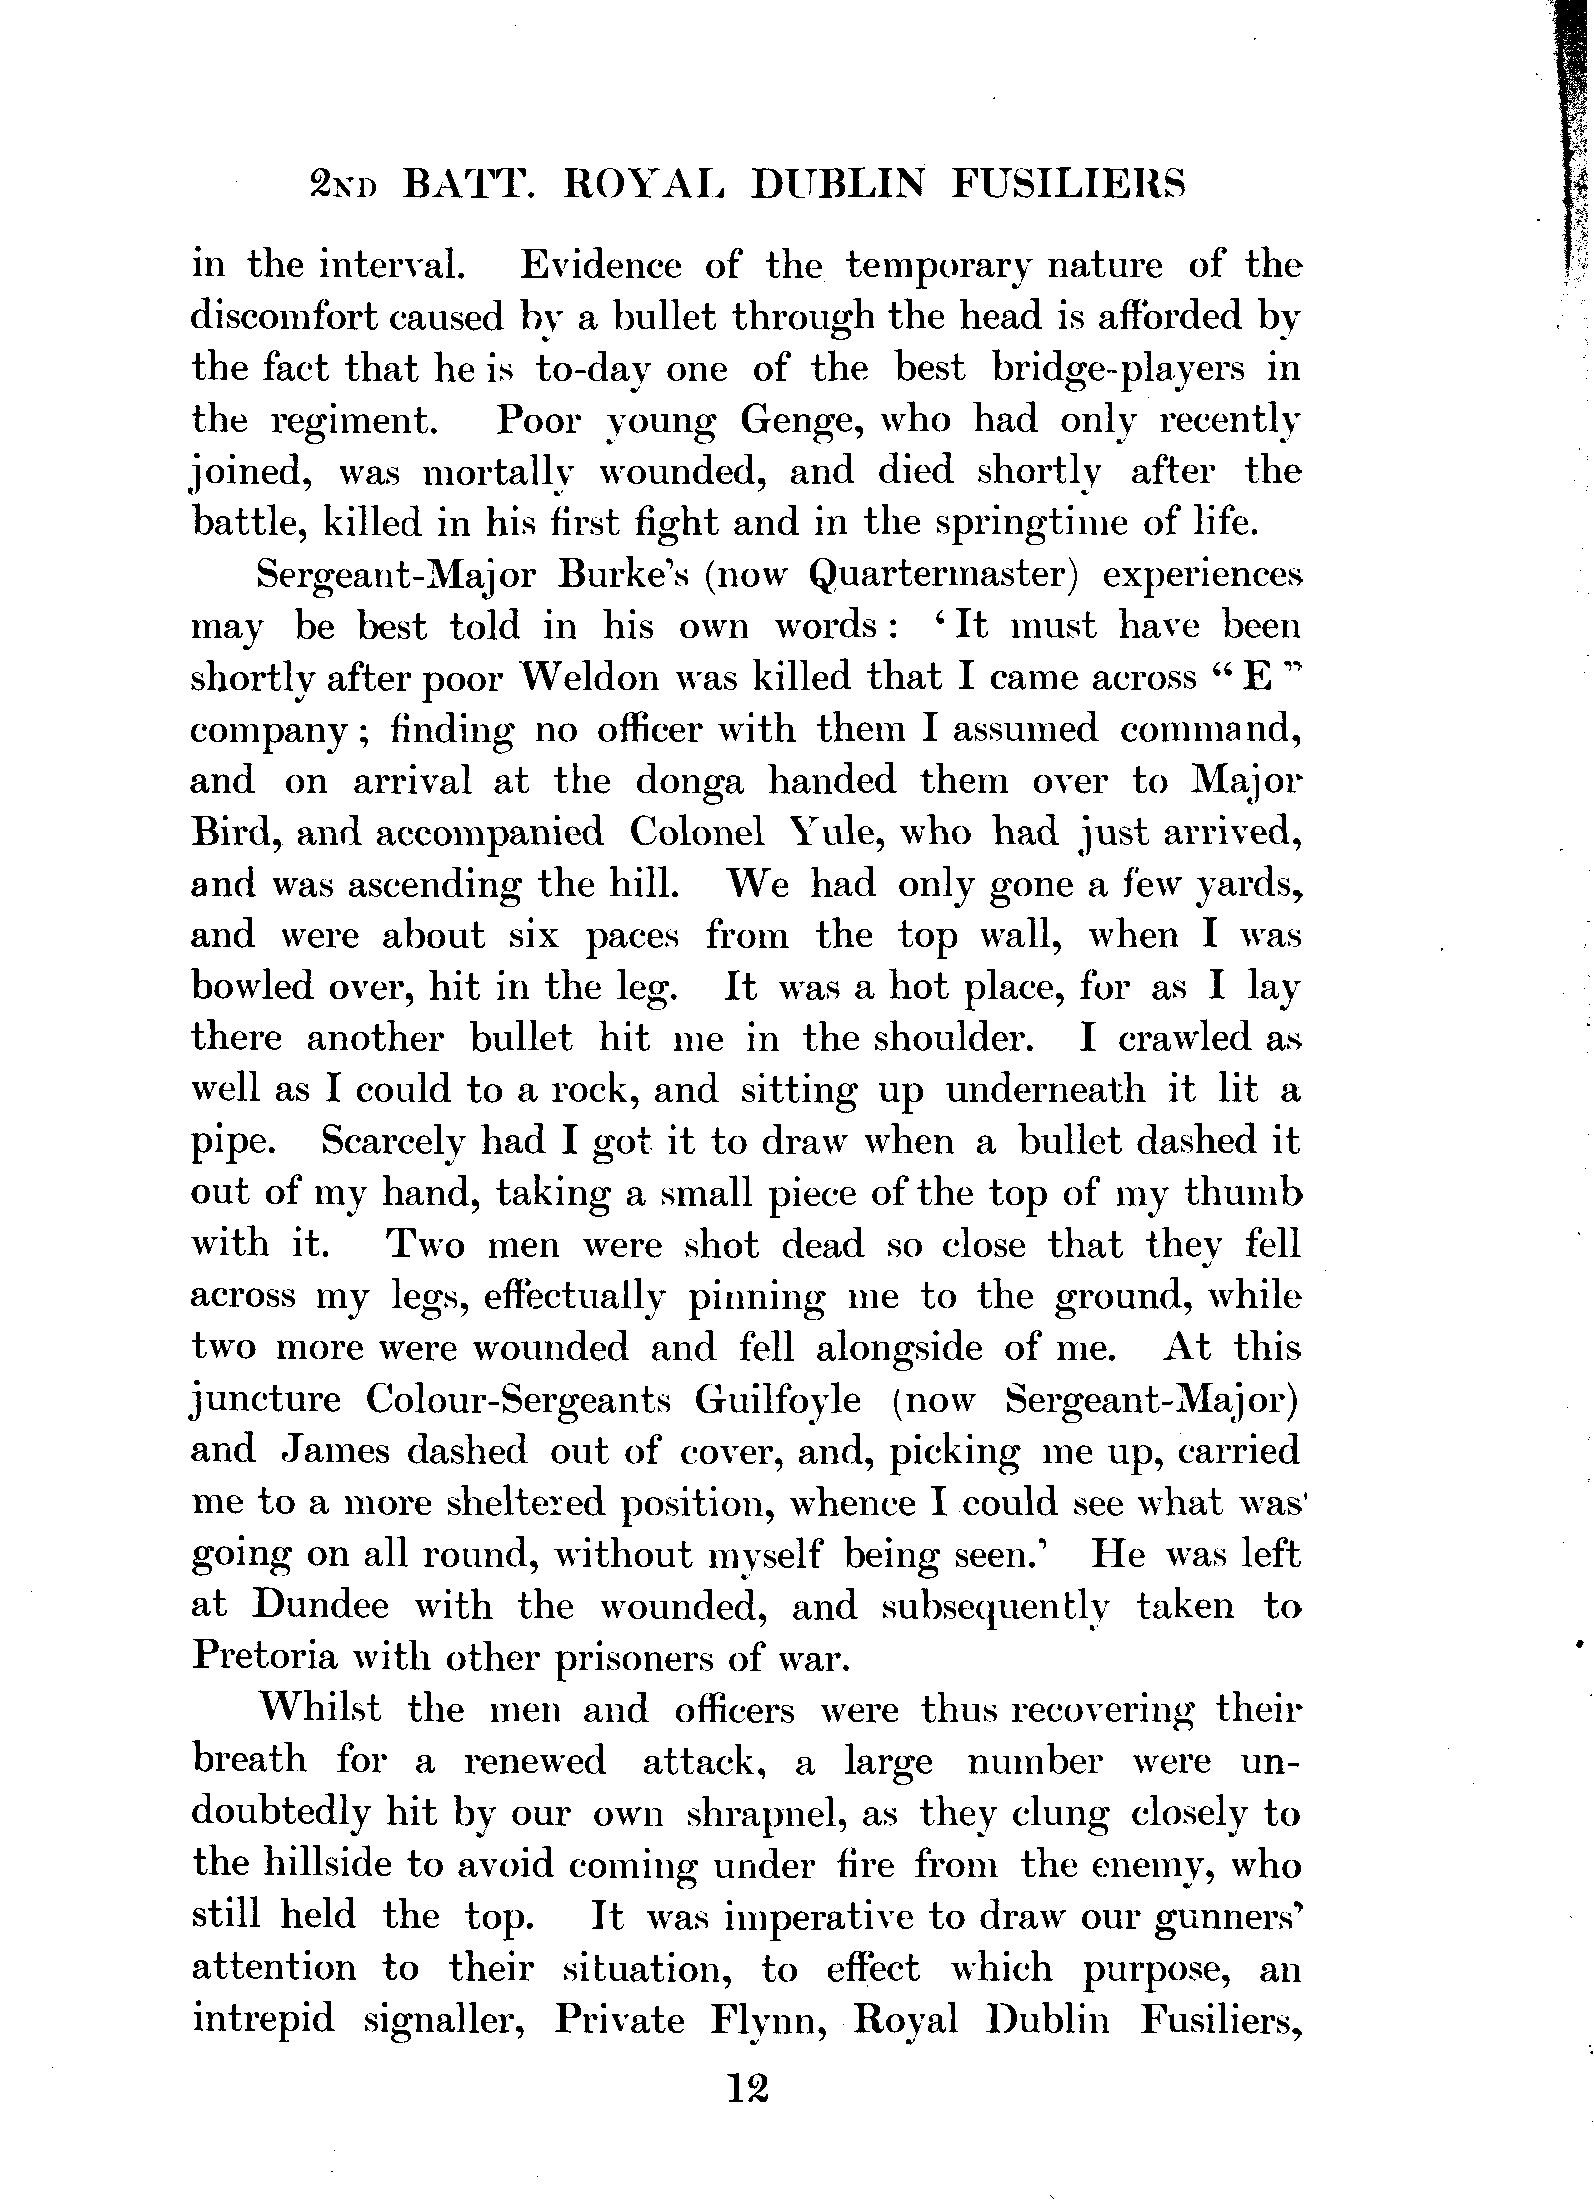 2ND BATT. ROYAL DUBLIN FUSILIERS
in the interval. Evidence of the temporary nature of the
discomfort caused by a bullet through the head is afforded by
the fact that he is to-day one of the best bridge-players in
the regiment. Poor young Genge, who had only recently
joined, was mortally wounded, and died shortly after the
battle, killed in his first fight and in the springtime of life.
Sergeant-Major Burke's (now Quartermaster) experiences
may be best told in his own words : ‘ It must have been
shortly after poor Weldon was killed that I came across “ E ”
company ; finding no officer with them I assumed command,
and on arrival at the donga handed them over to Major
Bird, and accompanied Colonel Yule, who had just arrived,
and was ascending the hill. We had only gone a few yards,
and were about six paces from the top wall, when I was
bowled over, hit in the leg. It was a hot place, for as I lay
there another bullet hit me in the shoulder. I crawled as
well as I could to a rock, and sitting up underneath it lit a
pipe. Scarcely had I got it to draw when a bullet dashed it
out of my hand, taking a small piece of the top of my thumb
with it. Two men were shot dead so close that they fell
across my legs, effectually pinning me to the ground, while
two more were wounded and fell alongside of me. At this
juncture Colour-Sergeants Guilfoyle (now Sergeant-Major)
and James dashed out of cover, and, picking me up, carried
me to a more sheltered position, whence I could see what was
going on all round, without myself being seen.’ He was left
at Dundee with the wounded, and subsequently taken to
Pretoria with other prisoners of war.
Whilst the men and officers were thus recovering their
breath for a renewed attack, a large number were un-
doubtedly hit by our own shrapnel, as they clung closely to
the hillside to avoid coming under fire from the enemy, who
still held the top. It was imperative to draw our gunners’
attention to their situation, to effect which purpose, an
intrepid signaller, Private Flynn, Royal Dublin Fusiliers,
12